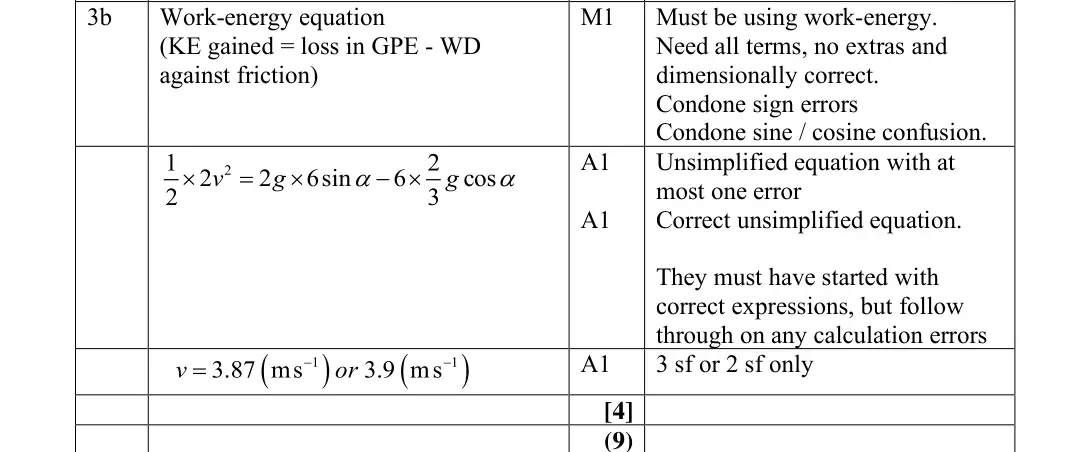 3b Work-energy equation M1 Must be using work-energy.
(KE gained = loss in GPE - WD Need all terms, no extras and
against friction) dimensionally correct.
Condone sign errors
Condone sine / cosine confusion.
1/2 × 2v² = 2g × 6 sin α − 6 × 2/3 g cos α A1 Unsimplified equation with at
most one error
A1 Correct unsimplified equation.
They must have started with
correct expressions, but follow
through on any calculation errors
v = 3.87 (m s⁻¹) or 3.9 (m s⁻¹) A1 3 sf or 2 sf only
[4]
(9)